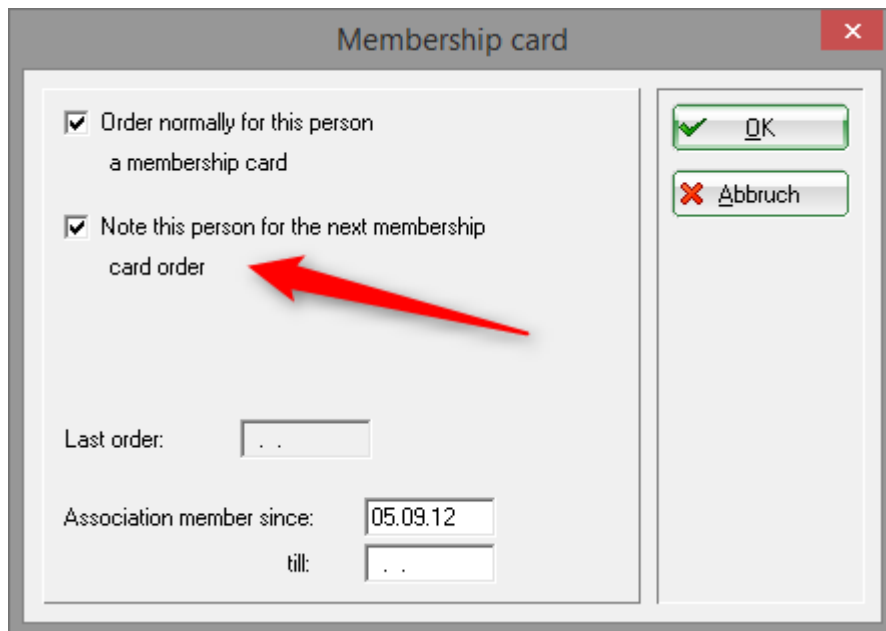 Membership card
Order normally for this person
a membership card
Note this person for the next membership
card order
Last order: . .
Association member since: 05.09.12
till: . .
OK
Abbruch